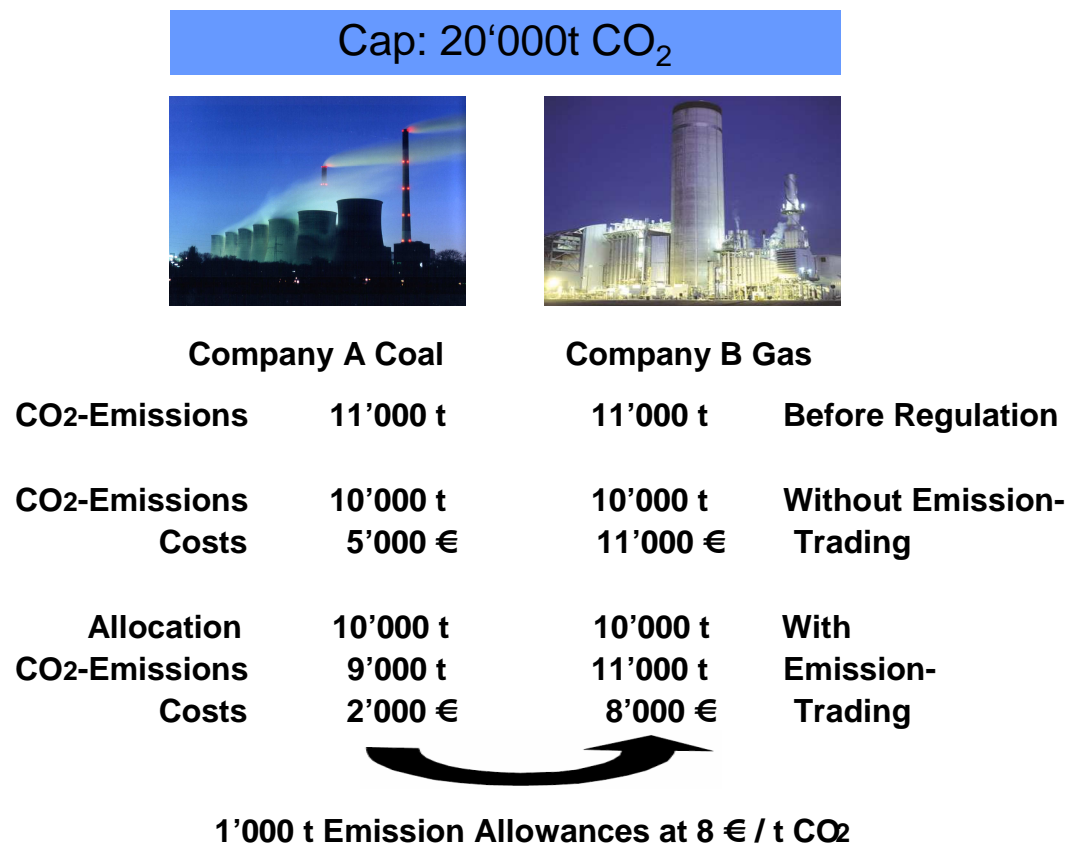 Cap: 20‘000t CO2
Company A Coal Company B Gas
CO2-Emissions 11’000 t 11’000 t Before Regulation
CO2-Emissions 10’000 t 10’000 t Without Emission-
Costs 5’000 € 11’000 € Trading
Allocation 10’000 t 10’000 t With
CO2-Emissions 9’000 t 11’000 t Emission-
Costs 2’000 € 8’000 € Trading
1’000 t Emission Allowances at 8 € / t CO2